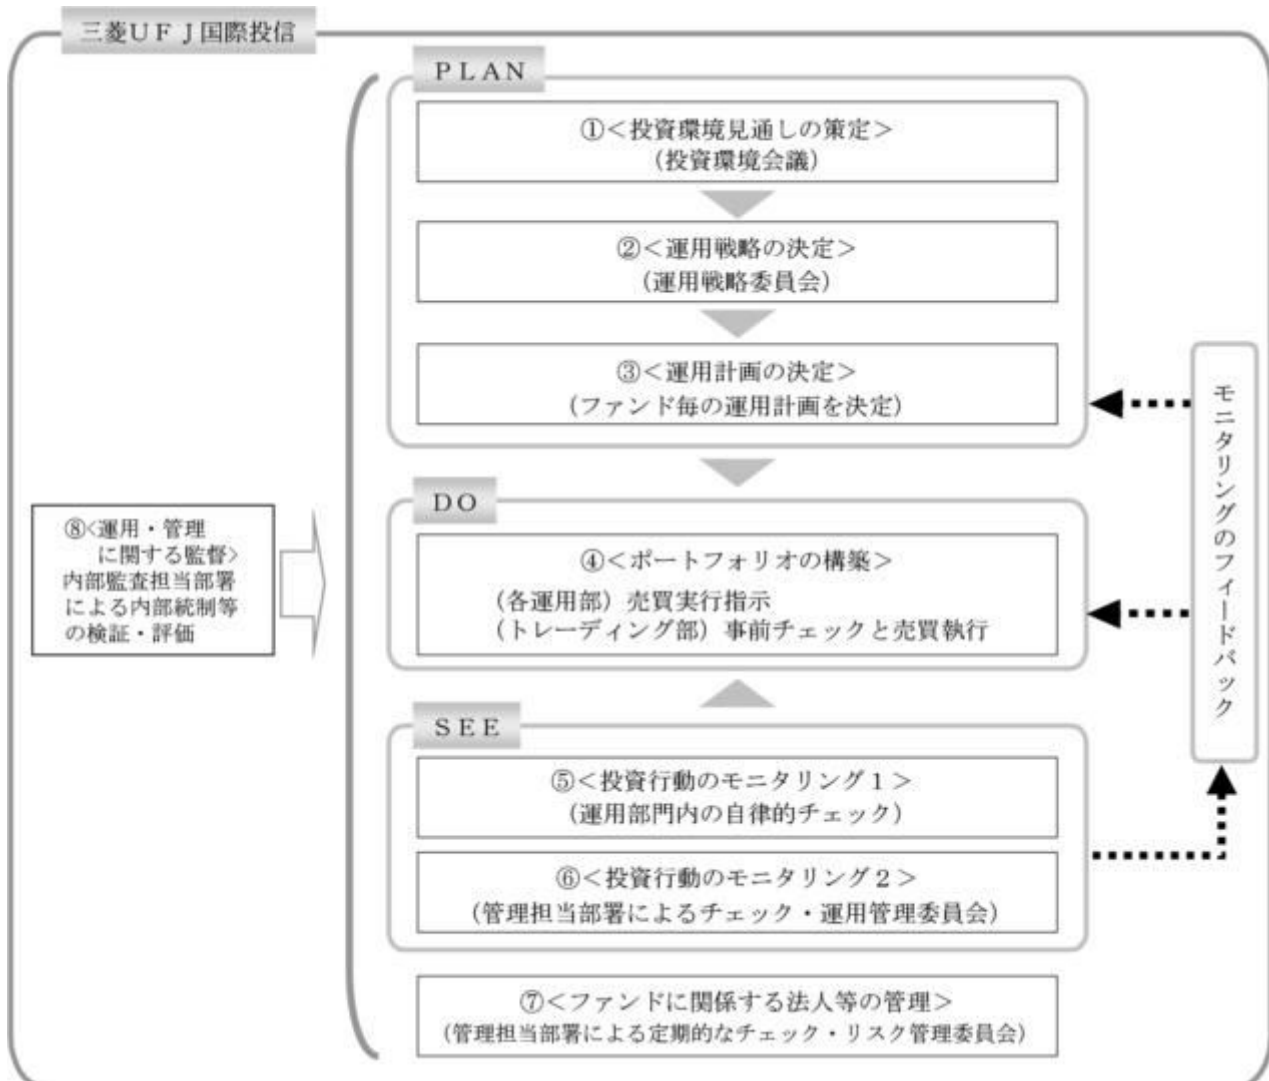 三菱ＵＦＪ国際投信
ＰＬＡＮ
①＜投資環境見通しの策定＞
（投資環境会議）
②＜運用戦略の決定＞
（運用戦略委員会）
③＜運用計画の決定＞
（ファンド毎の運用計画を決定）
ＤＯ
④＜ポートフォリオの構築＞
（各運用部）売買実行指示
（トレーディング部）事前チェックと売買執行
ＳＥＥ
⑤＜投資行動のモニタリング１＞
（運用部門内の自律的チェック）
⑥＜投資行動のモニタリング２＞
（管理担当部署によるチェック・運用管理委員会）
⑦＜ファンドに関係する法人等の管理＞
（管理担当部署による定期的なチェック・リスク管理委員会）
⑧<運用・管理
に関する監督>
内部監査担当部署
による内部統制等
の検証・評価
モニタリングのフィードバック